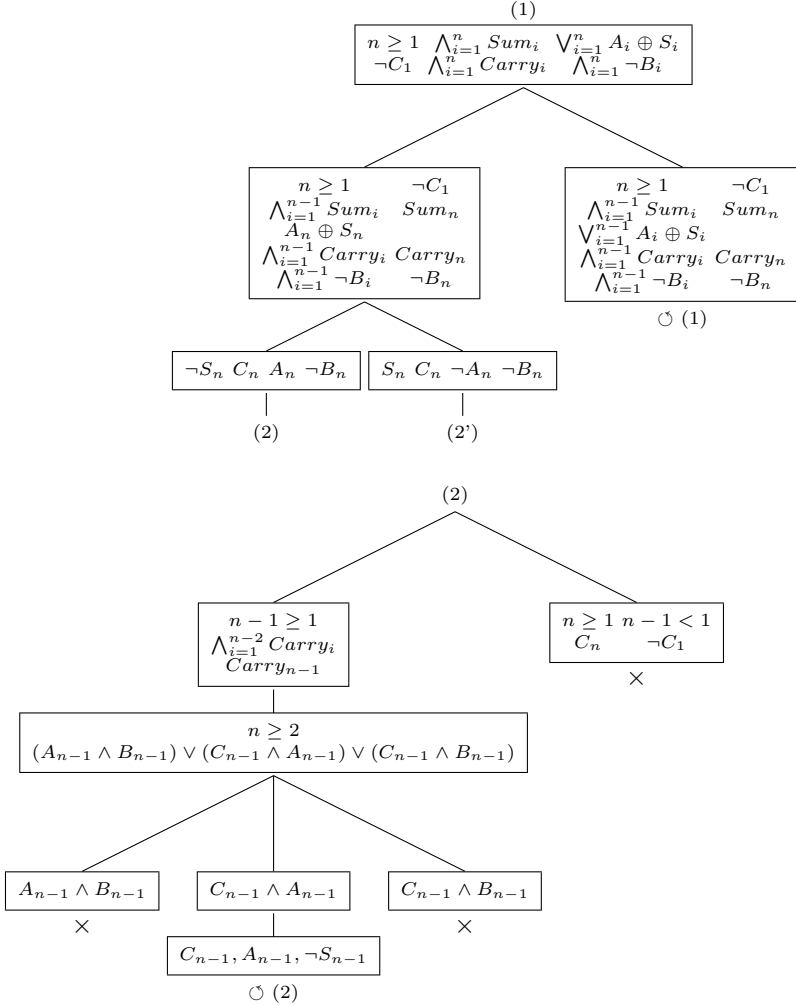 (1)
n ≥ 1 ⋀_{i=1}^{n} Sum_i ⋁_{i=1}^{n} A_i ⊕ S_i
¬C_1 ⋀_{i=1}^{n} Carry_i ⋀_{i=1}^{n} ¬B_i
n ≥ 1 ¬C_1
⋀_{i=1}^{n-1} Sum_i Sum_n
A_n ⊕ S_n
⋀_{i=1}^{n-1} Carry_i Carry_n
⋀_{i=1}^{n-1} ¬B_i ¬B_n
n ≥ 1 ¬C_1
⋀_{i=1}^{n-1} Sum_i Sum_n
⋁_{i=1}^{n-1} A_i ⊕ S_i
⋀_{i=1}^{n-1} Carry_i Carry_n
⋀_{i=1}^{n-1} ¬B_i ¬B_n
↺ (1)
¬S_n C_n A_n ¬B_n
S_n C_n ¬A_n ¬B_n
(2)
(2')
(2)
n − 1 ≥ 1
⋀_{i=1}^{n-2} Carry_i
Carry_{n-1}
n ≥ 1 n − 1 < 1
C_n ¬C_1
×
n ≥ 2
(A_{n-1} ∧ B_{n-1}) ∨ (C_{n-1} ∧ A_{n-1}) ∨ (C_{n-1} ∧ B_{n-1})
A_{n-1} ∧ B_{n-1}
C_{n-1} ∧ A_{n-1}
C_{n-1} ∧ B_{n-1}
×
×
C_{n-1}, A_{n-1}, ¬S_{n-1}
↺ (2)